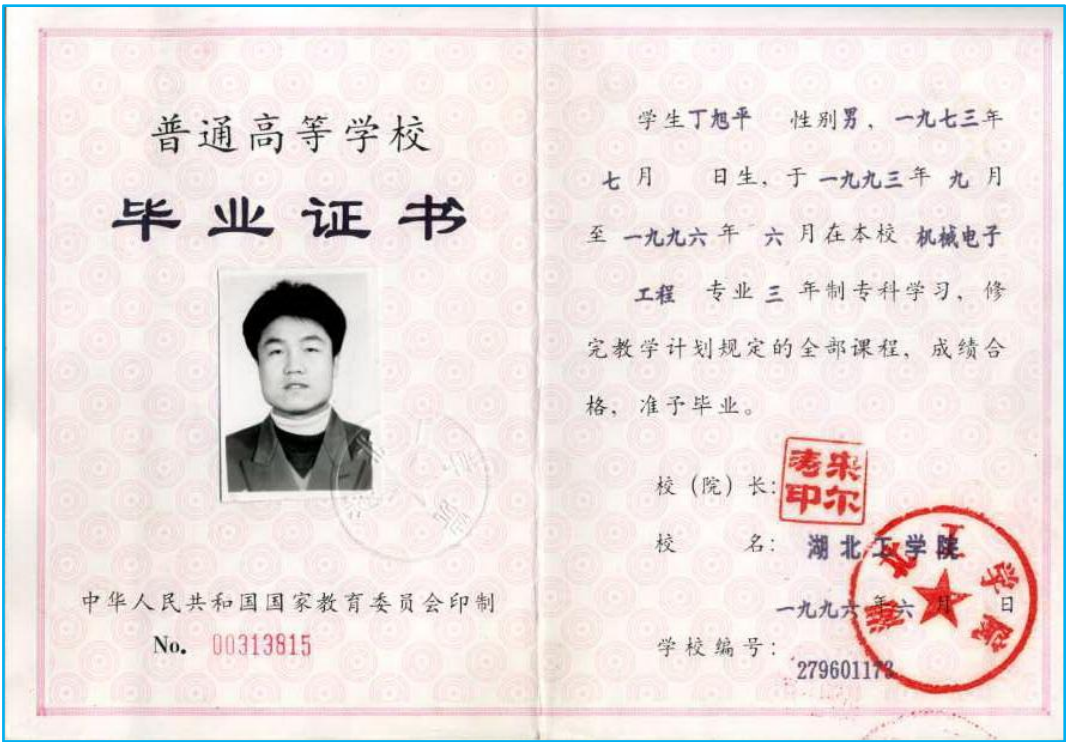 普通高等学校
毕业证书
中华人民共和国国家教育委员会印制
No. 00313815
学生丁旭平 性别男、一九七三年
七月 日生,于一九九三年九月
至一九九六年六月在本校机械电子
工程 专业三年制专科学习,修
完教学计划规定的全部课程,成绩合
格,准予毕业。
校(院)长:
校 名:湖北工学院
湖北工学院
一九九六年六月 日
学校编号:
279601173